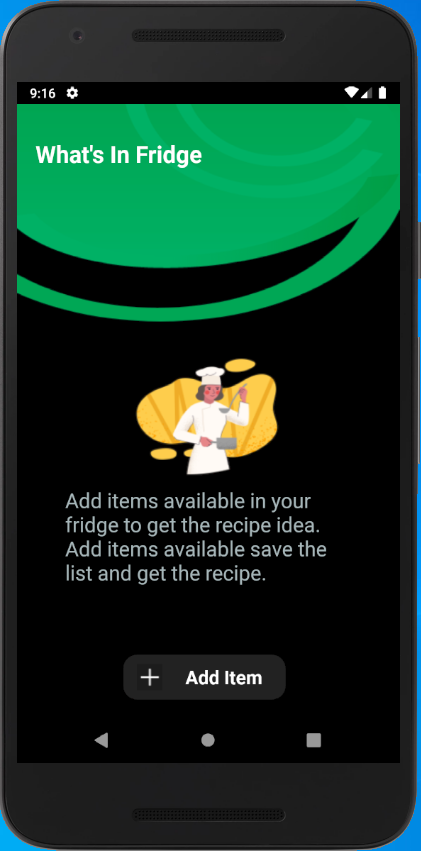 9:16
What's In Fridge
Add items available in your
fridge to get the recipe idea.
Add items available save the
list and get the recipe.
Add Item